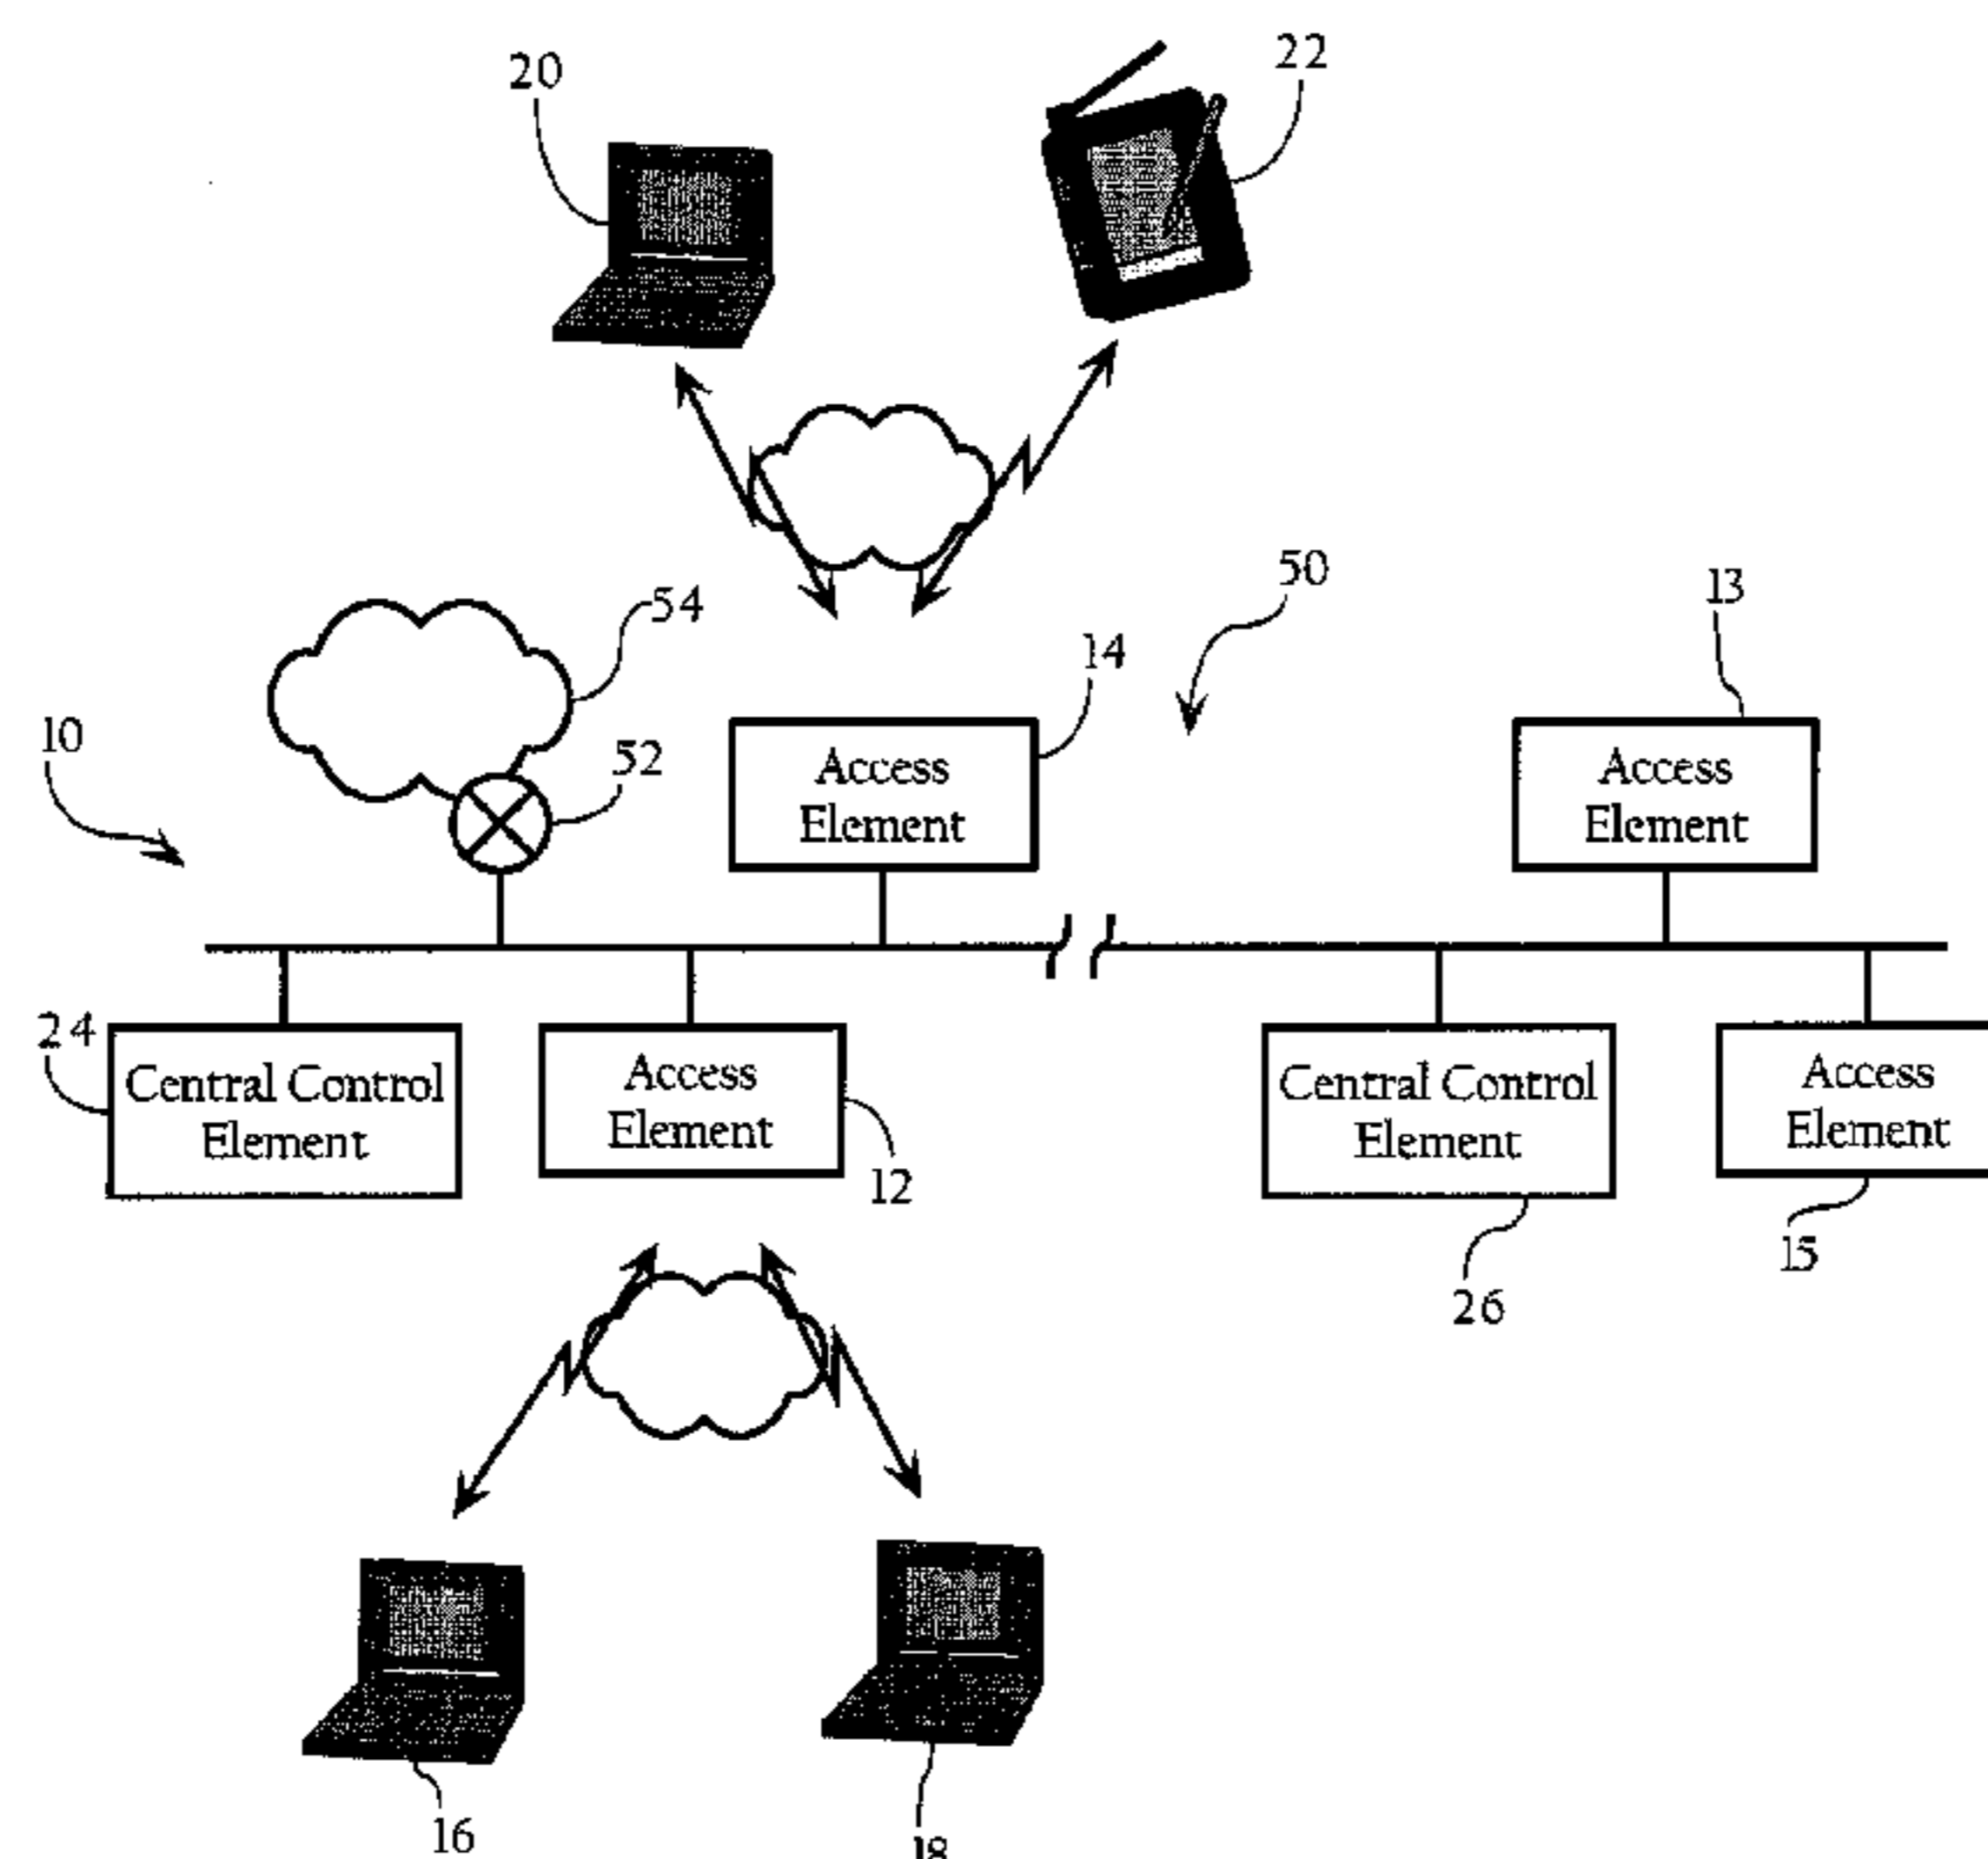 20
22
54
50
13
14
10
52
Access
Element
Access
Element
24
Central Control
Element
Access
Element
12
Central Control
Element
Access
Element
26
15
16
18